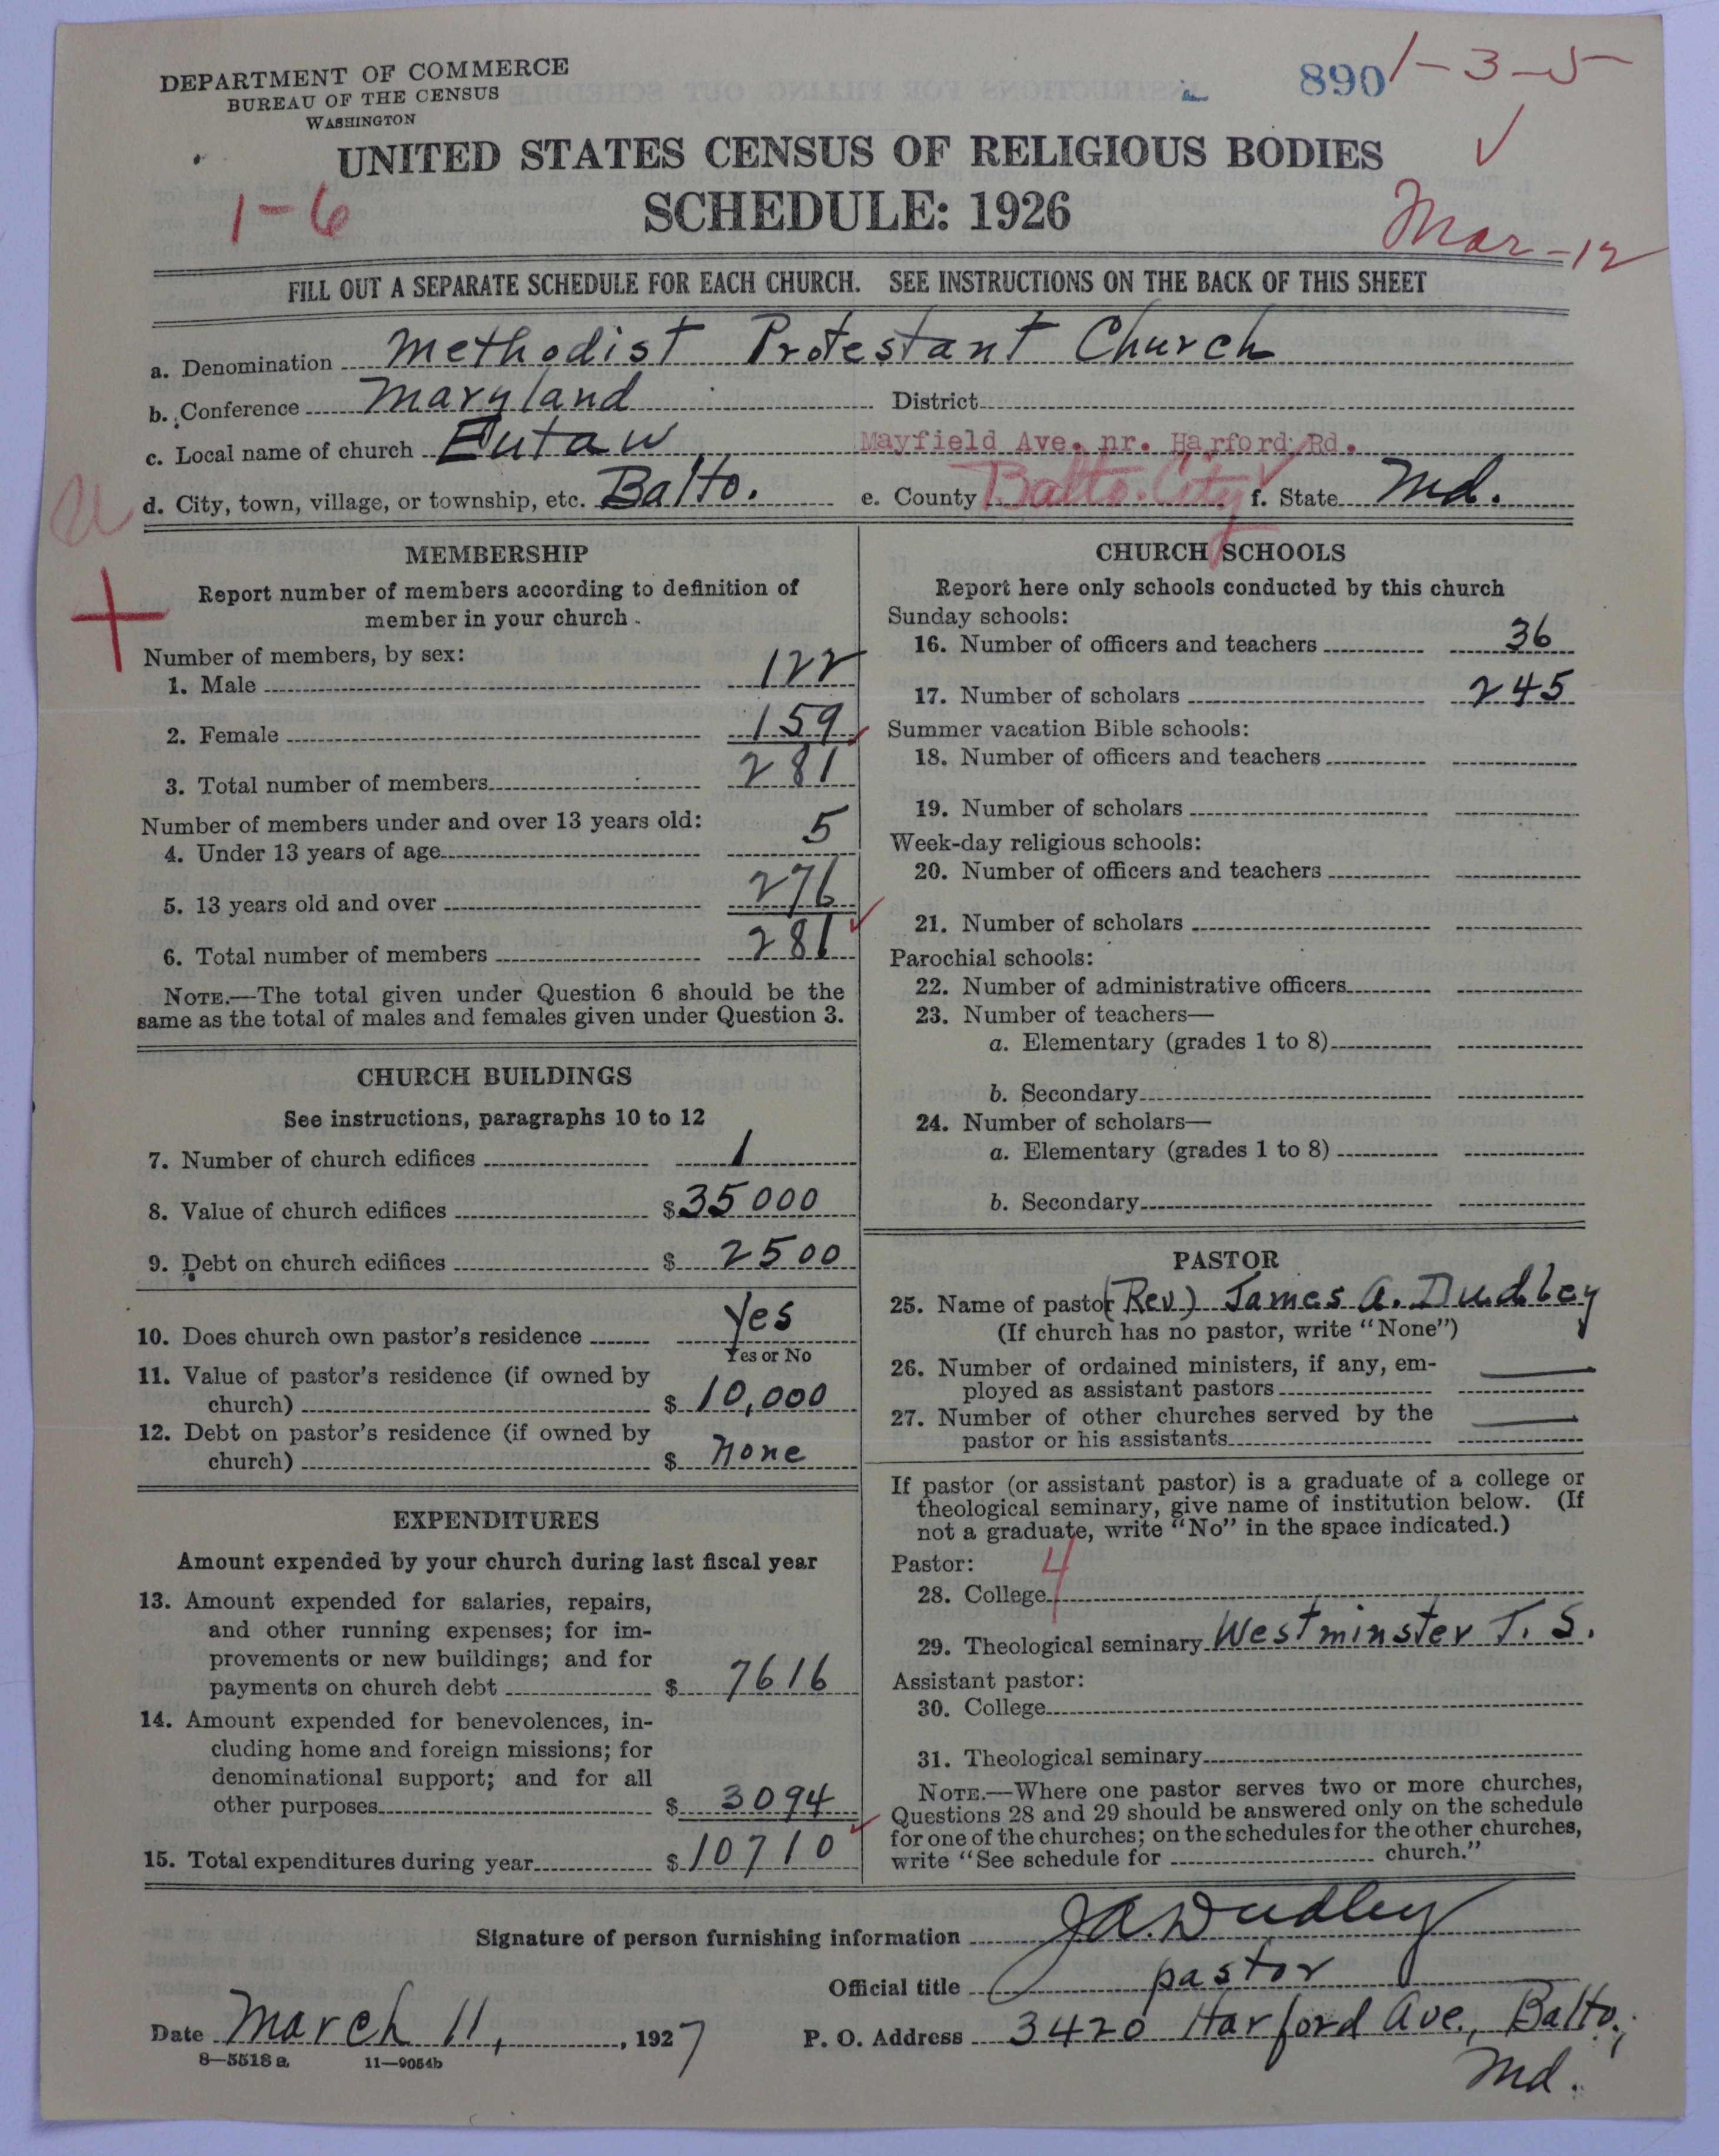 DEPARTMENT OF COMMERCE
BUREAU OF THE CENSUS
WASHINGTON
890
1-3-5
UNITED STATES CENSUS OF RELIGIOUS BODIES
SCHEDULE: 1926
1-6
Mar-12
FILL OUT A SEPARATE SCHEDULE FOR EACH CHURCH. SEE INSTRUCTIONS ON THE BACK OF THIS SHEET
a. Denomination Methodist Protestant Church
b. Conference Maryland District
c. Local name of church Eutaw Mayfield Ave. nr. Harford Rd.
d. City, town, village, or township, etc. Balto. e. County Balto. City f. State Md.
MEMBERSHIP
Report number of members according to definition of
member in your church.
Number of members, by sex:
1. Male 122
2. Female 159
3. Total number of members 281
Number of members under and over 13 years old:
4. Under 13 years of age 5
5. 13 years old and over 276
6. Total number of members 281
NOTE.—The total given under Question 6 should be the
same as the total of males and females given under Question 3.
CHURCH BUILDINGS
See instructions, paragraphs 10 to 12
7. Number of church edifices 1
8. Value of church edifices $35000
9. Debt on church edifices $ 2500
10. Does church own pastor's residence Yes
Yes or No
11. Value of pastor's residence (if owned by
church) $ 10,000
12. Debt on pastor's residence (if owned by
church) $ none
EXPENDITURES
Amount expended by your church during last fiscal year
13. Amount expended for salaries, repairs,
and other running expenses; for im-
provements or new buildings; and for
payments on church debt $ 7616
14. Amount expended for benevolences, in-
cluding home and foreign missions; for
denominational support; and for all
other purposes $ 3094
15. Total expenditures during year $ 10710
CHURCH SCHOOLS
Report here only schools conducted by this church
Sunday schools:
16. Number of officers and teachers 36
17. Number of scholars 245
Summer vacation Bible schools:
18. Number of officers and teachers
19. Number of scholars
Week-day religious schools:
20. Number of officers and teachers
21. Number of scholars
Parochial schools:
22. Number of administrative officers
23. Number of teachers—
a. Elementary (grades 1 to 8)
b. Secondary
24. Number of scholars—
a. Elementary (grades 1 to 8)
b. Secondary
PASTOR
25. Name of pastor (Rev) James A. Dudley
(If church has no pastor, write "None")
26. Number of ordained ministers, if any, em-
ployed as assistant pastors
27. Number of other churches served by the
pastor or his assistants
If pastor (or assistant pastor) is a graduate of a college or
theological seminary, give name of institution below. (If
not a graduate, write "No" in the space indicated.)
Pastor:
28. College 4
29. Theological seminary Westminster T. S.
Assistant pastor:
30. College
31. Theological seminary
NOTE.—Where one pastor serves two or more churches,
Questions 28 and 29 should be answered only on the schedule
for one of the churches; on the schedules for the other churches,
write "See schedule for church."
Signature of person furnishing information J.A. Dudley
Official title pastor
Date March 11, 1927 P. O. Address 3420 Harford Ave., Balto.,
Md.
8-5518 a 11-9054b